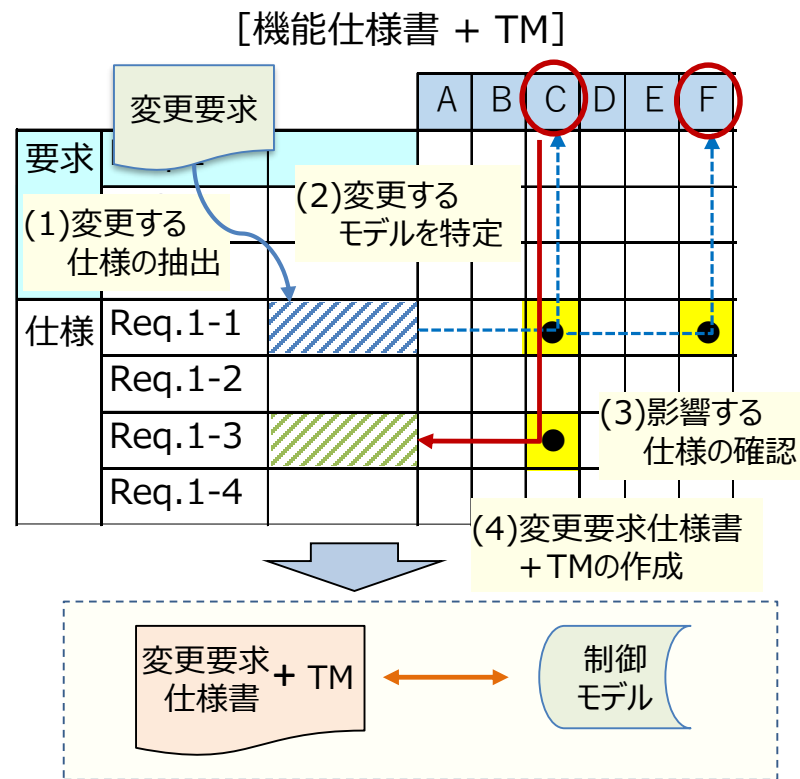 [機能仕様書 + TM]
変更要求
A B C D E F
要求
(1)変更する
仕様の抽出
(2)変更する
モデルを特定
仕様
Req.1-1
Req.1-2
Req.1-3
Req.1-4
(3)影響する
仕様の確認
(4)変更要求仕様書
+TMの作成
変更要求
仕様書
+ TM
制御
モデル